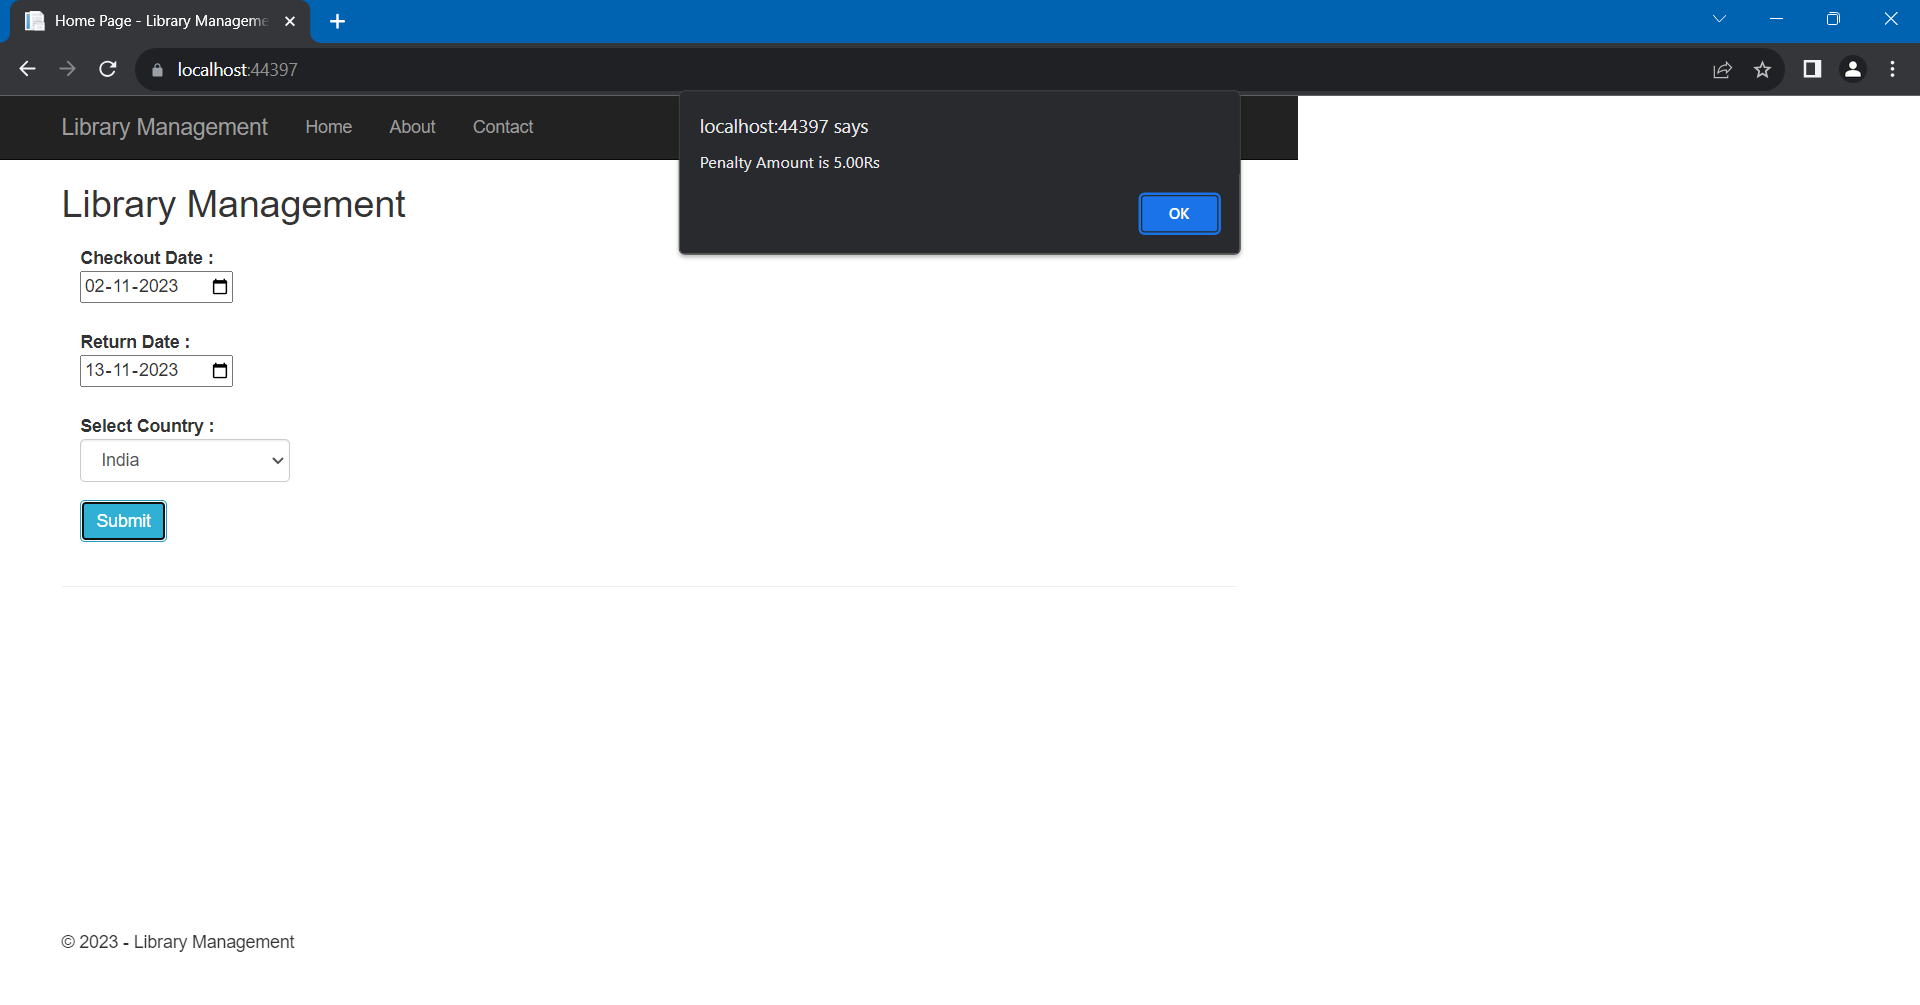 Home Page - Library Manageme
localhost:44397
Library Management Home About Contact
localhost:44397 says
Penalty Amount is 5.00Rs
OK
Library Management
Checkout Date :
02-11-2023
Return Date :
13-11-2023
Select Country :
India
Submit
© 2023 - Library Management